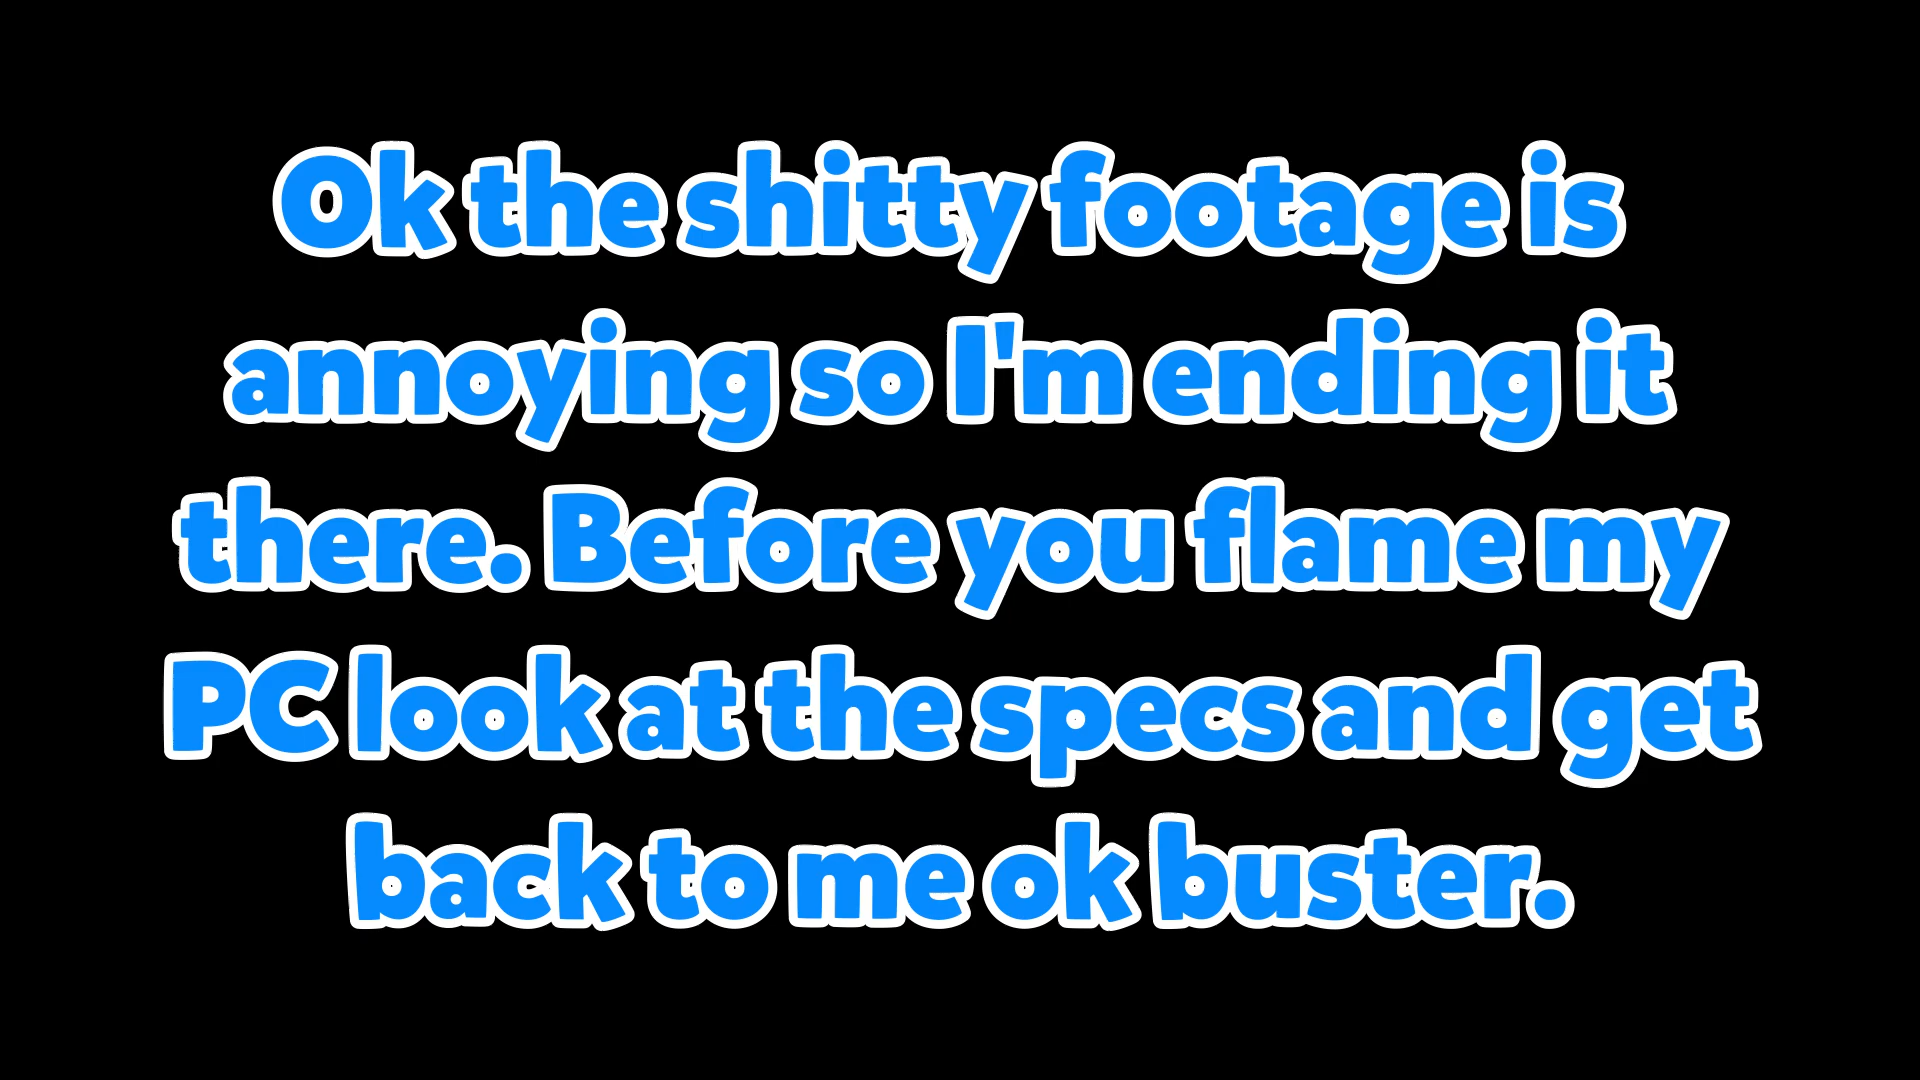 Ok the shitty footage is
annoying so I'm ending it
there. Before you flame my
PC look at the specs and get
back to me ok buster.